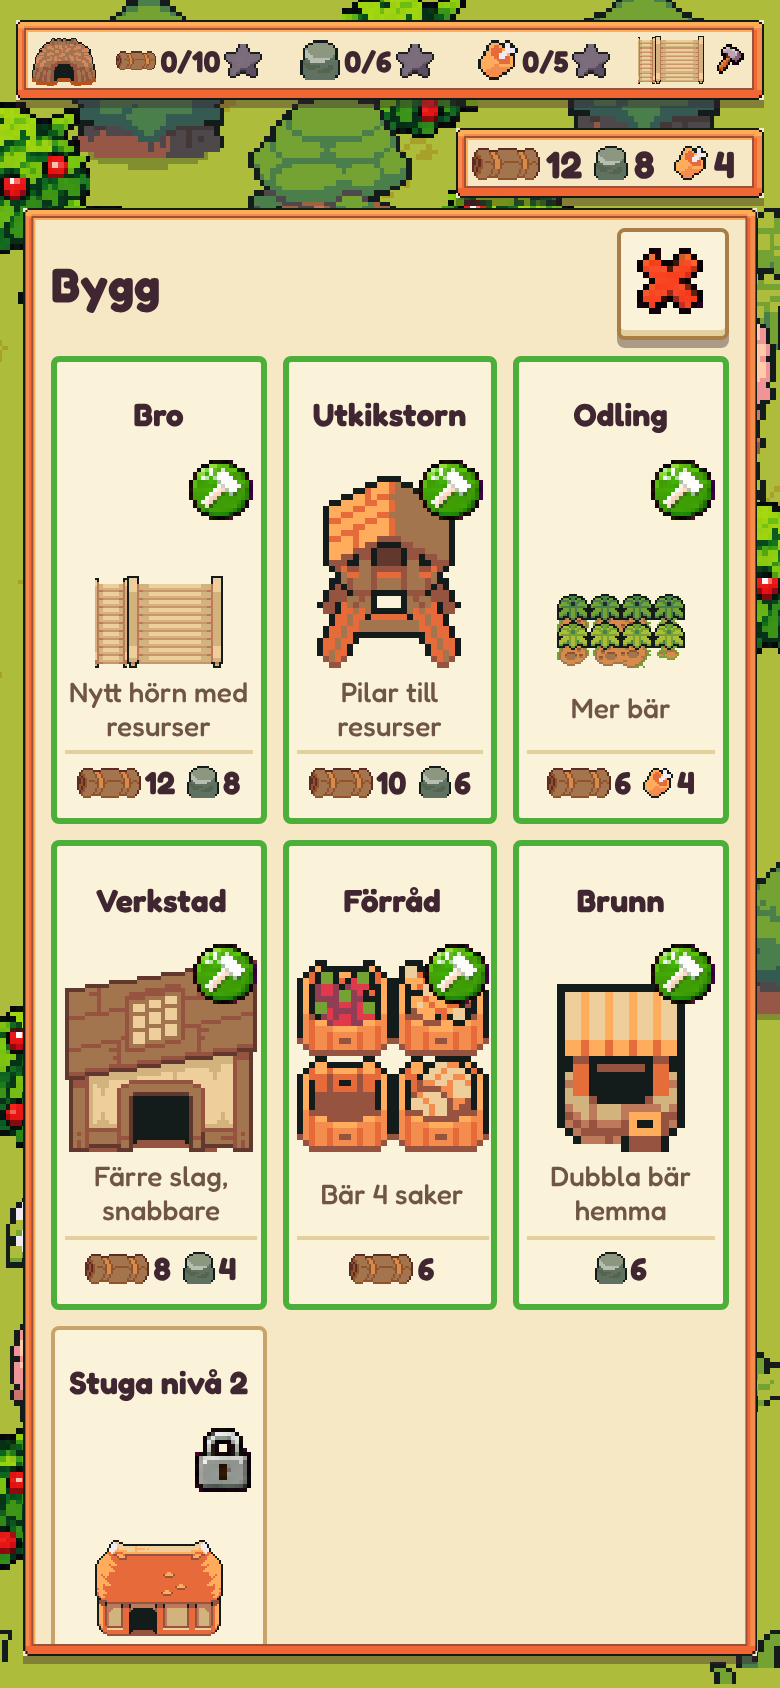 0/10 0/6 0/5
12 8 4
Bygg
Bro
Utkikstorn
Odling
Nytt hörn med
resurser
Pilar till
resurser
Mer bär
12 8
10 6
6 4
Verkstad
Förråd
Brunn
Färre slag,
snabbare
Bär 4 saker
Dubbla bär
hemma
8 4
6
6
Stuga nivå 2